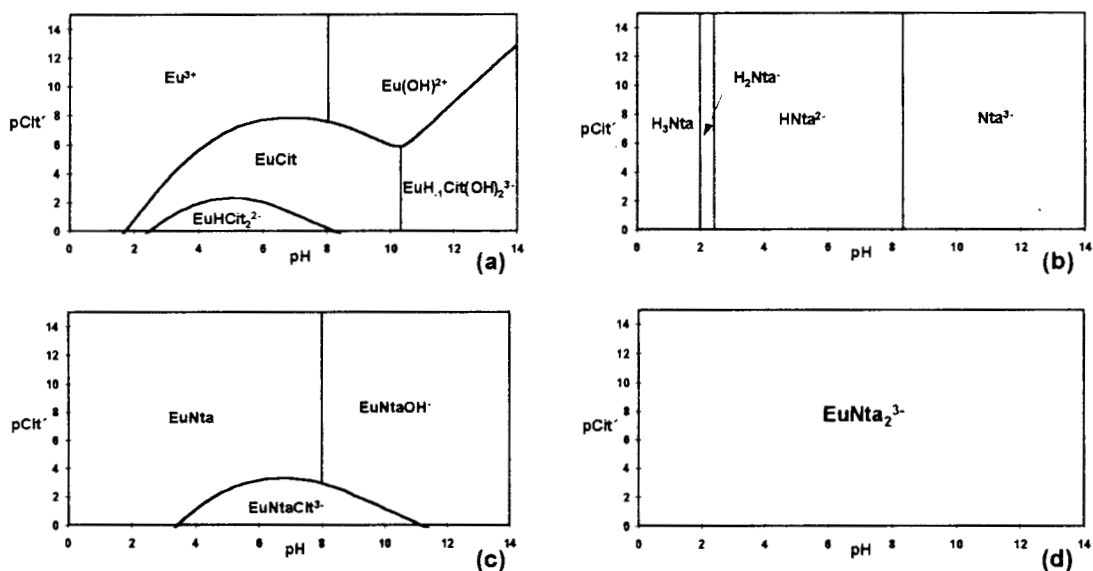 14
12
10
8
6
4
2
0
pCit´
Eu³⁺
Eu(OH)²⁺
EuCit
EuHCit₂²⁻
EuH₋₁Cit(OH)₂³⁻
0 2 4 6 8 10 12 14
pH
(a)
14
12
10
8
6
4
2
0
pCit´
H₃Nta
H₂Nta⁻
HNta²⁻
Nta³⁻
0 2 4 6 8 10 12 14
pH
(b)
14
12
10
8
6
4
2
0
pCit´
EuNta
EuNtaOH⁻
EuNtaCit³⁻
0 2 4 6 8 10 12 14
pH
(c)
14
12
10
8
6
4
2
0
pCit´
EuNta₂³⁻
0 2 4 6 8 10 12 14
pH
(d)